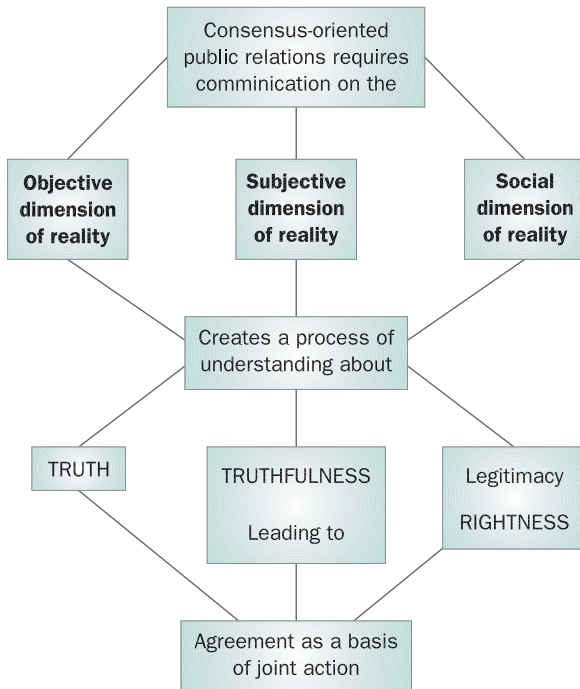 Consensus-oriented
public relations requires
comminication on the
Objective
dimension
of reality
Subjective
dimension
of reality
Social
dimension
of reality
Creates a process of
understanding about
TRUTH
TRUTHFULNESS
Leading to
Legitimacy
RIGHTNESS
Agreement as a basis
of joint action